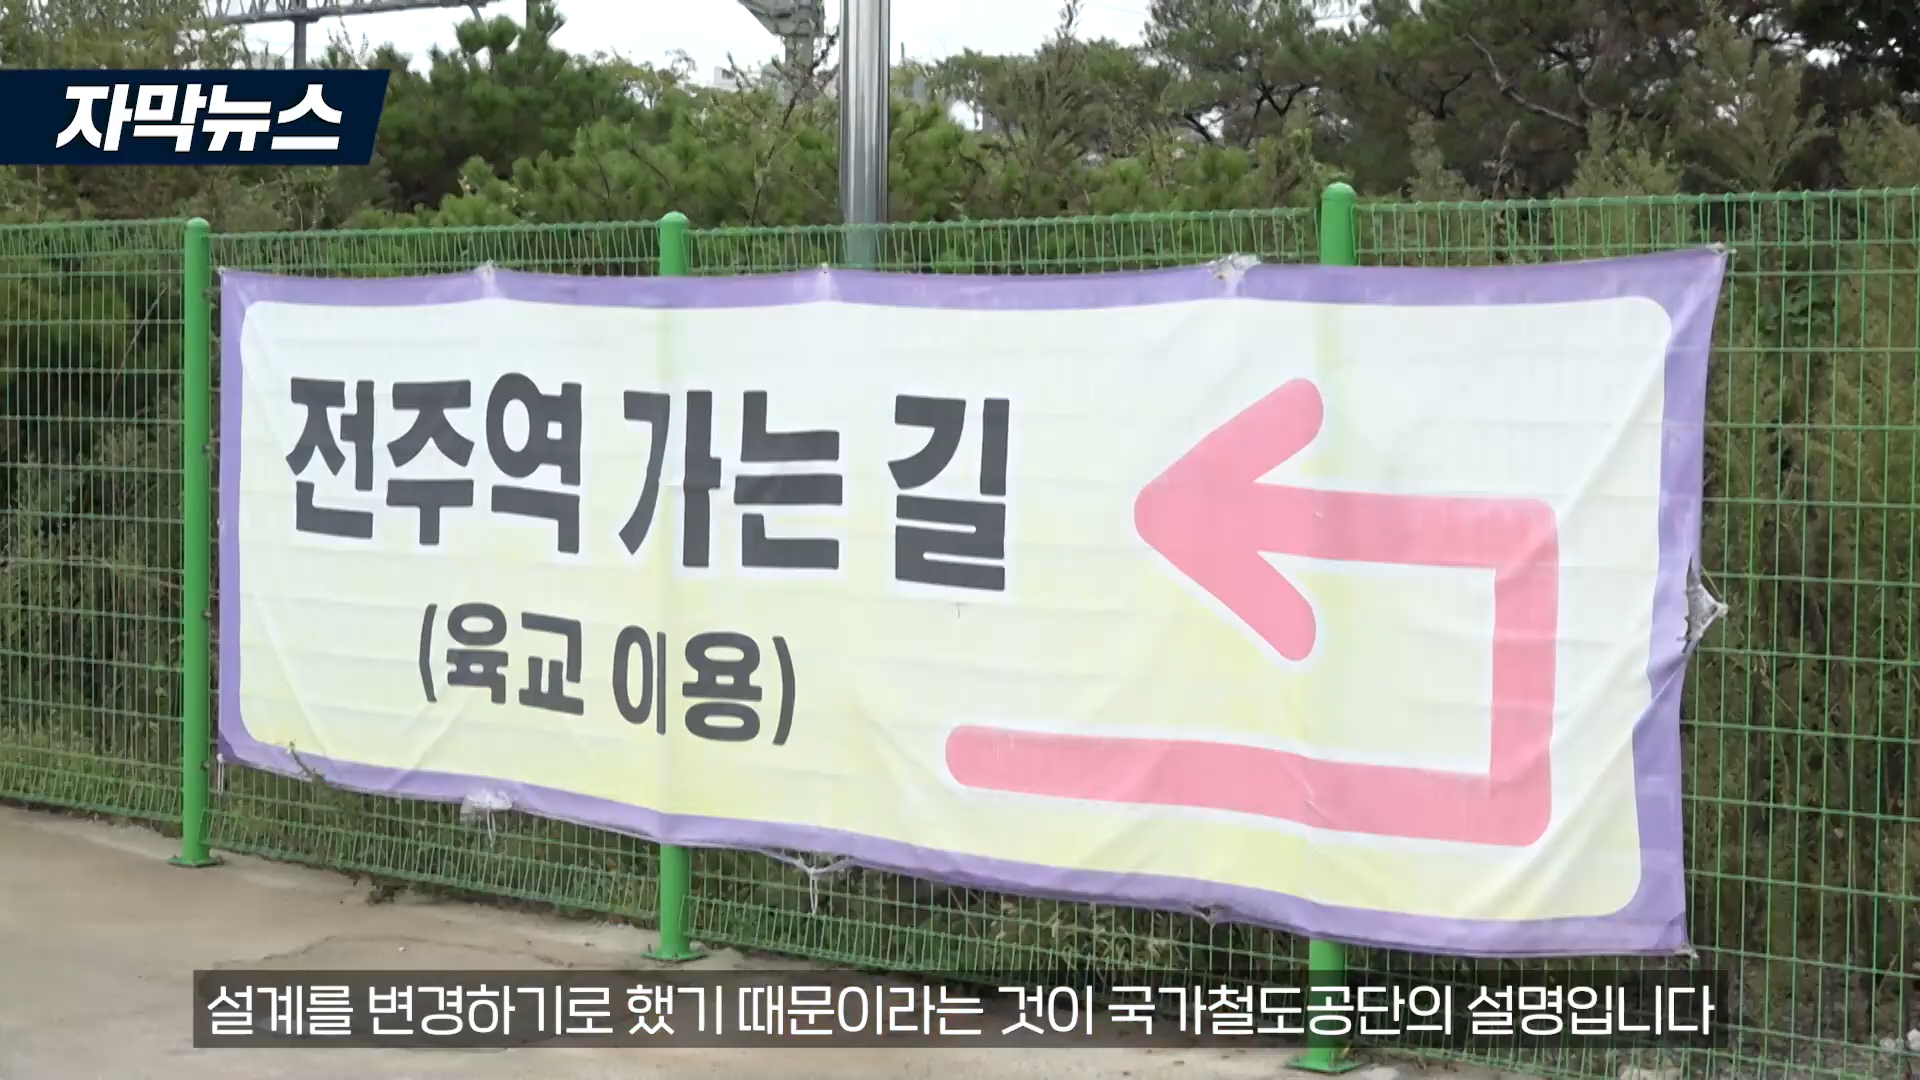 자막뉴스
전주역 가는 길
(육교 이용)
설계를 변경하기로 했기 때문이라는 것이 국가철도공단의 설명입니다